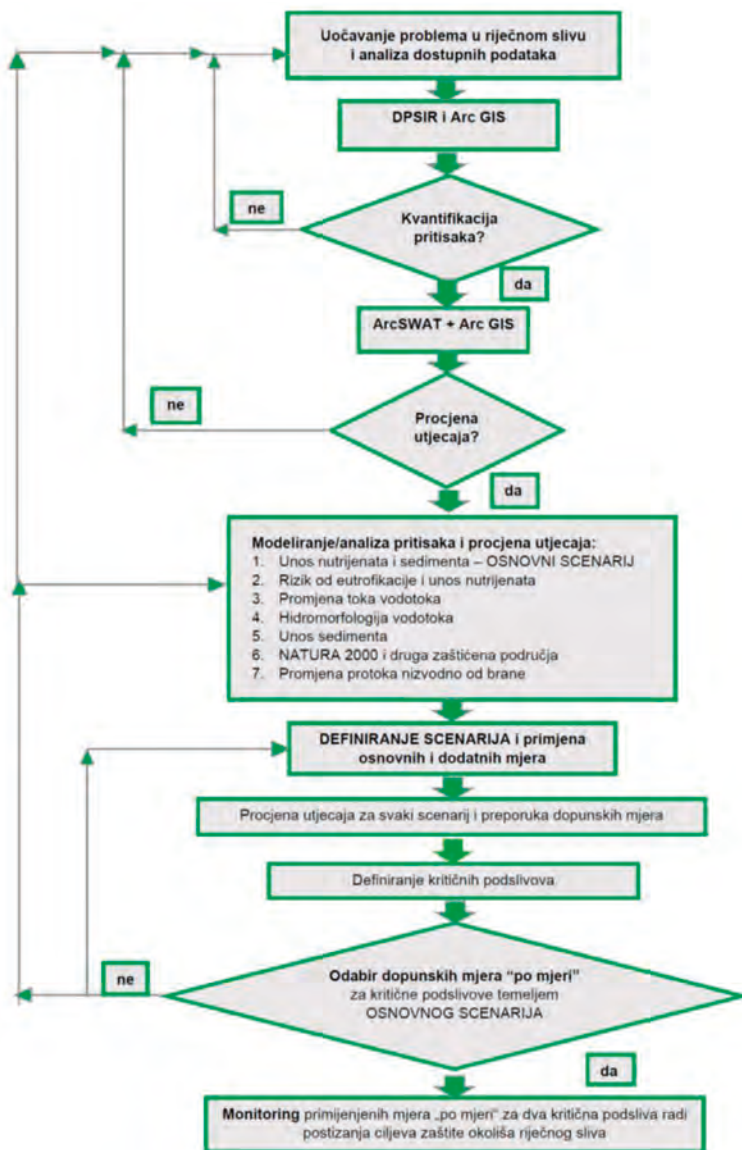 Uočavanje problema u riječnom slivu
i analiza dostupnih podataka
DPSIR i Arc GIS
ne
Kvantifikacija
pritisaka?
da
ArcSWAT + Arc GIS
ne
Procjena
utjecaja?
da
Modeliranje/analiza pritisaka i procjena utjecaja:
1. Unos nutrijenata i sedimenta – OSNOVNI SCENARIJ
2. Rizik od eutrofikacije i unos nutrijenata
3. Promjena toka vodotoka
4. Hidromorfologija vodotoka
5. Unos sedimenta
6. NATURA 2000 i druga zaštićena područja
7. Promjena protoka nizvodno od brane
DEFINIRANJE SCENARIJA i primjena
osnovnih i dodatnih mjera
Procjena utjecaja za svaki scenarij i preporuka dopunskih mjera
Definiranje kritičnih podslivova
ne
Odabir dopunskih mjera “po mjeri”
za kritične podslivove temeljem
OSNOVNOG SCENARIJA
da
Monitoring primijenjenih mjera „po mjeri“ za dva kritična podsliva radi
postizanja ciljeva zaštite okoliša riječnog sliva